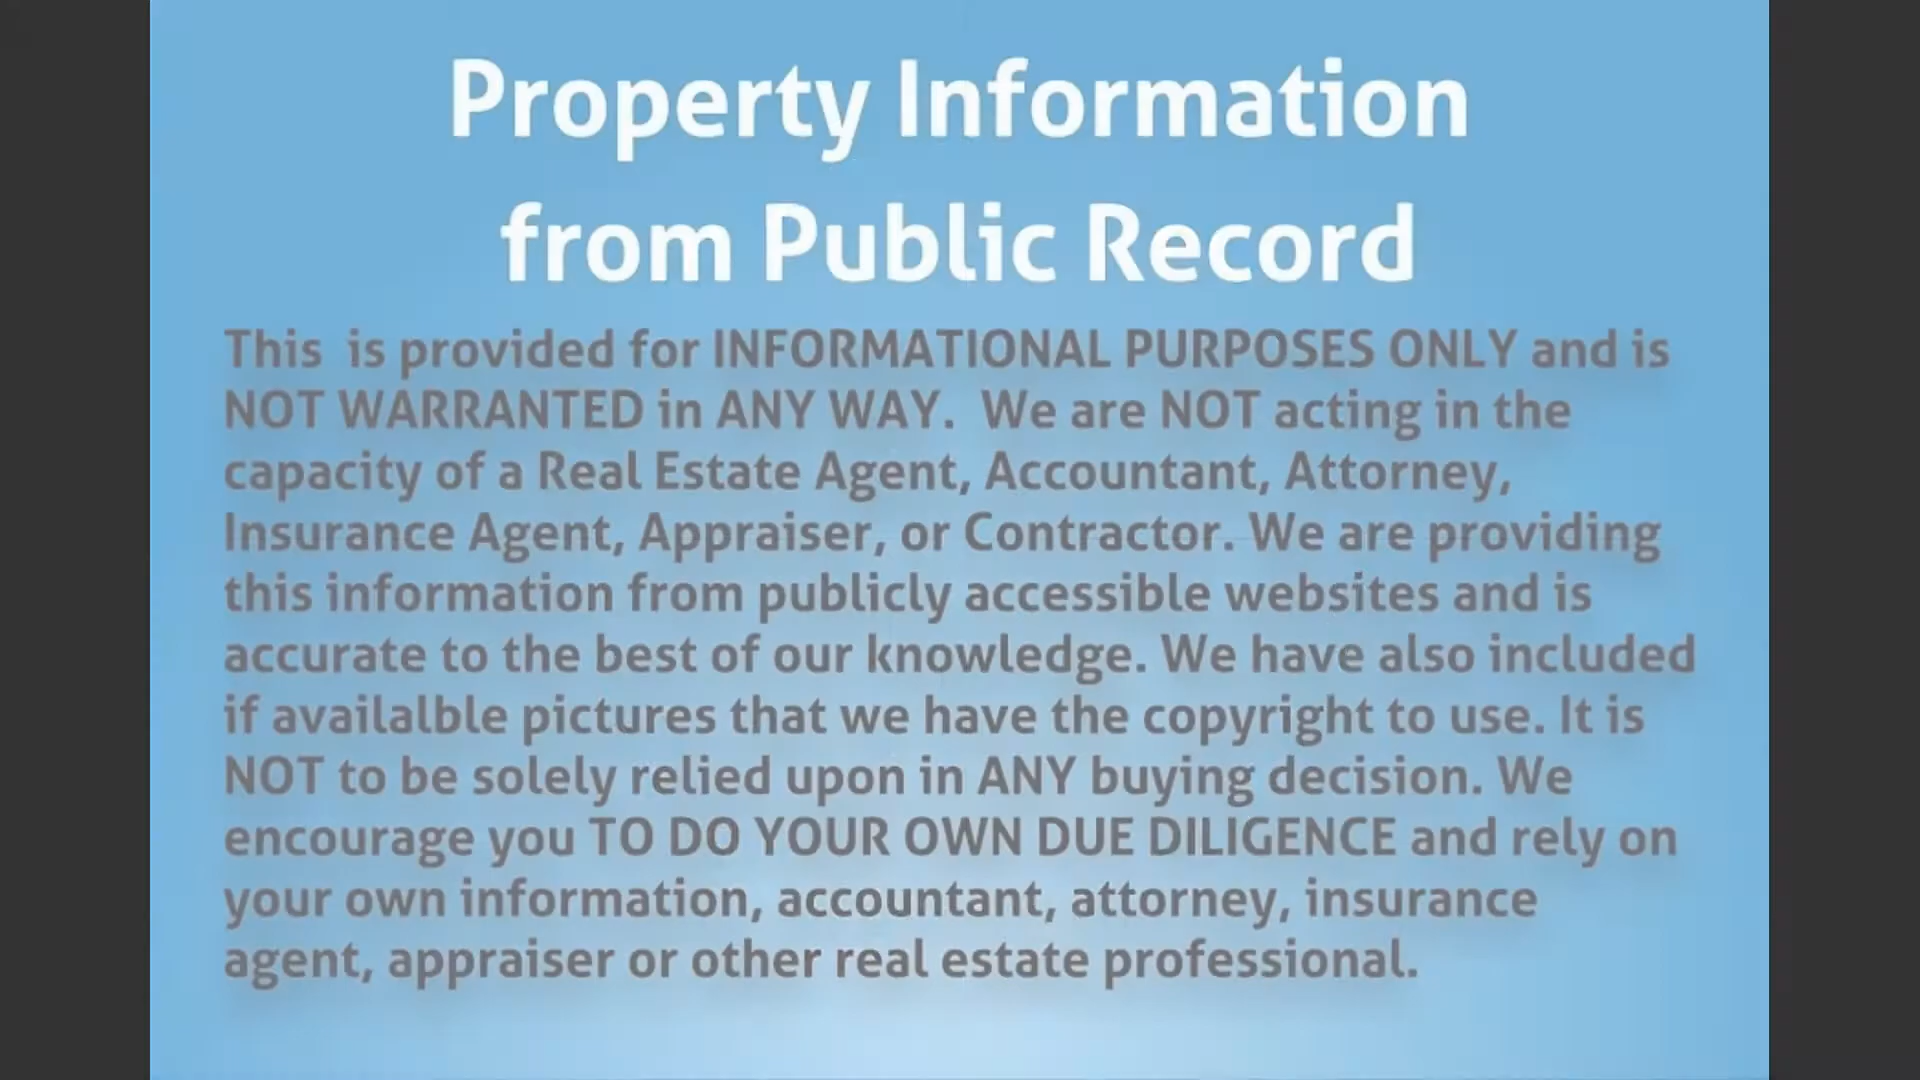 Property Information
from Public Record
This  is provided for INFORMATIONAL PURPOSES ONLY and is
NOT WARRANTED in ANY WAY.  We are NOT acting in the
capacity of a Real Estate Agent, Accountant, Attorney,
Insurance Agent, Appraiser, or Contractor. We are providing
this information from publicly accessible websites and is
accurate to the best of our knowledge. We have also included
if availalble pictures that we have the copyright to use. It is
NOT to be solely relied upon in ANY buying decision. We
encourage you TO DO YOUR OWN DUE DILIGENCE and rely on
your own information, accountant, attorney, insurance
agent, appraiser or other real estate professional.